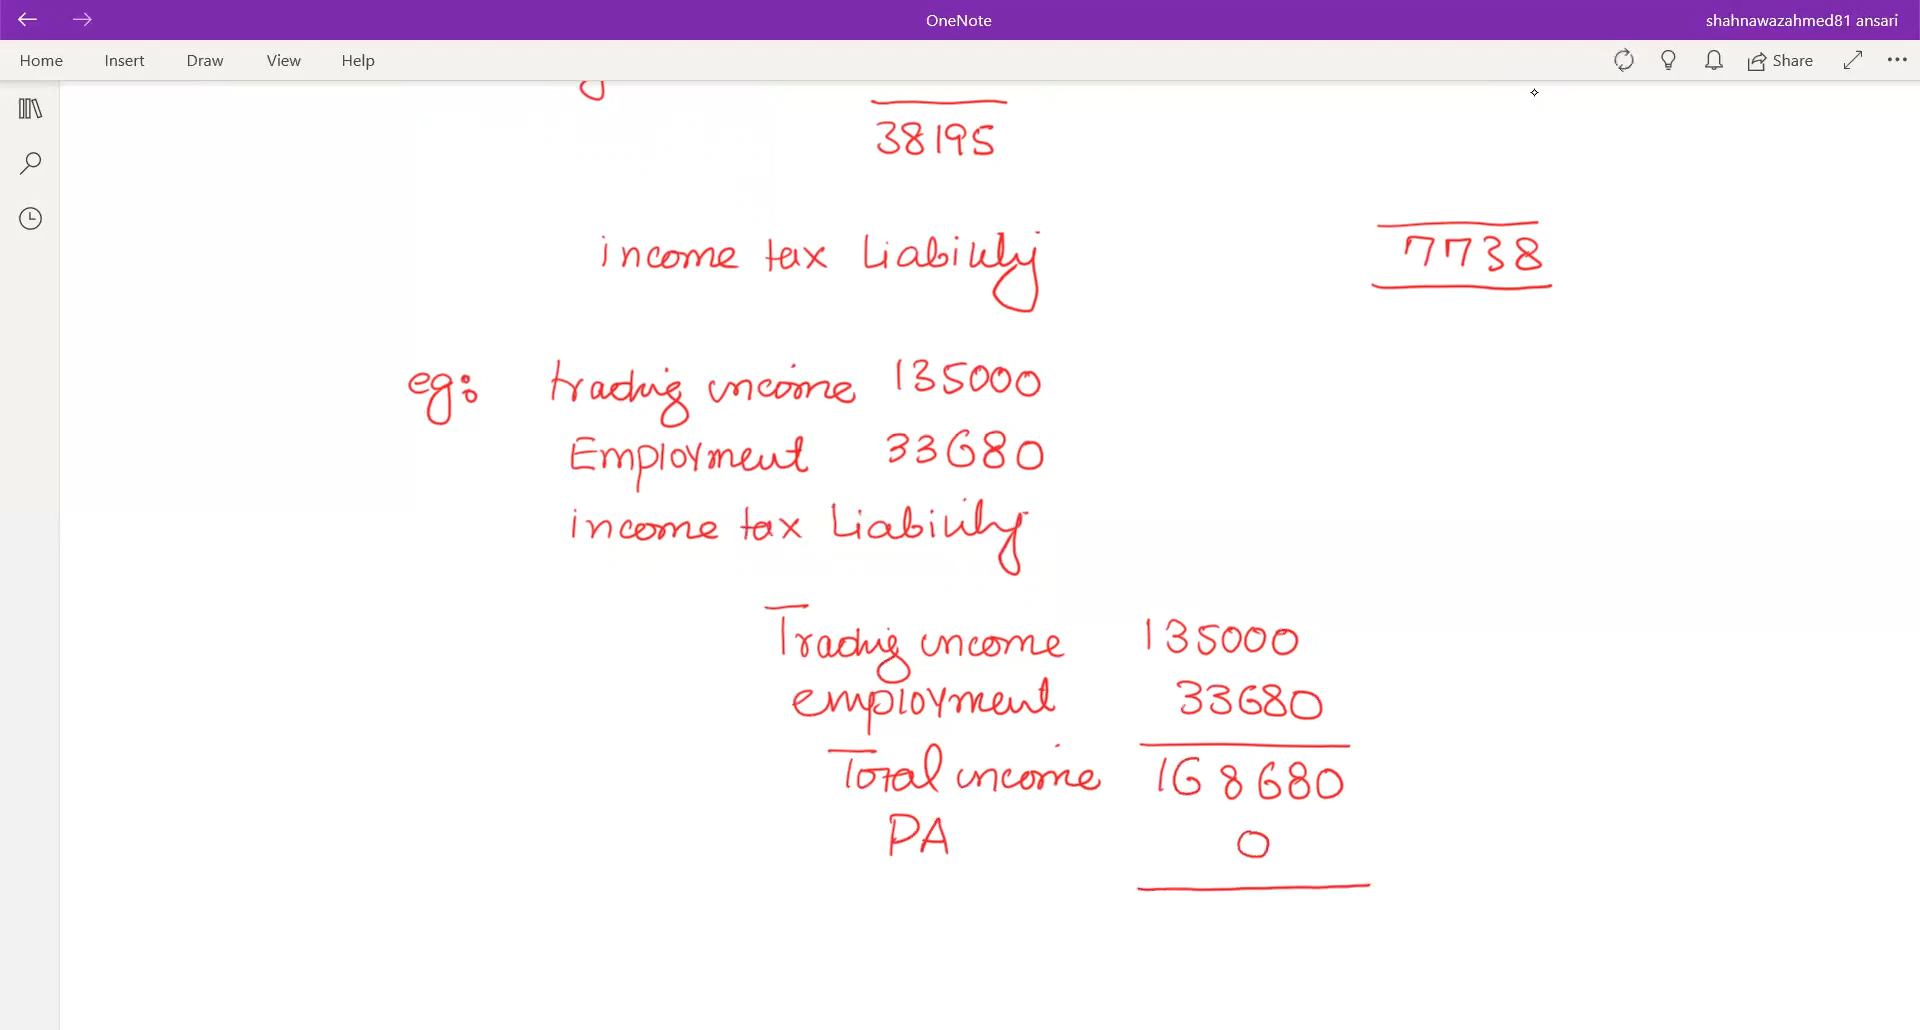 OneNote
shahnawazahmed81 ansari
Home Insert Draw View Help Share
38195
income tax Liability 7738
eg: trading income 135000
Employment 33680
income tax Liability
Trading income 135000
employment 33680
Total income 168680
PA 0